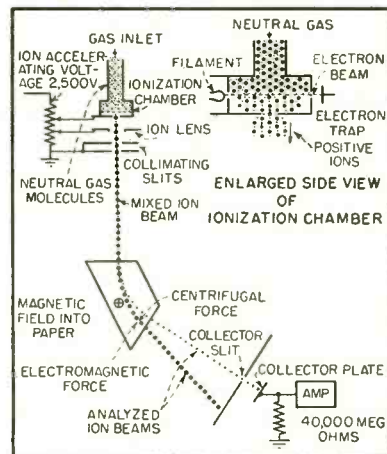 GAS INLET
ION ACCELER-
ATING VOLT-
AGE 2,500V
IONIZATION
CHAMBER
ION LENS
COLLIMATING
SLITS
NEUTRAL GAS
MOLECULES
MIXED ION
BEAM
NEUTRAL GAS
FILAMENT
ELECTRON
BEAM
ELECTRON
TRAP
POSITIVE
IONS
ENLARGED SIDE VIEW
OF
IONIZATION CHAMBER
MAGNETIC
FIELD INTO
PAPER
CENTRIFUGAL
FORCE
COLLECTOR
SLIT
ELECTROMAGNETIC
FORCE
COLLECTOR PLATE
AMP
ANALYZED
ION BEAMS
40,000 MEG
OHMS